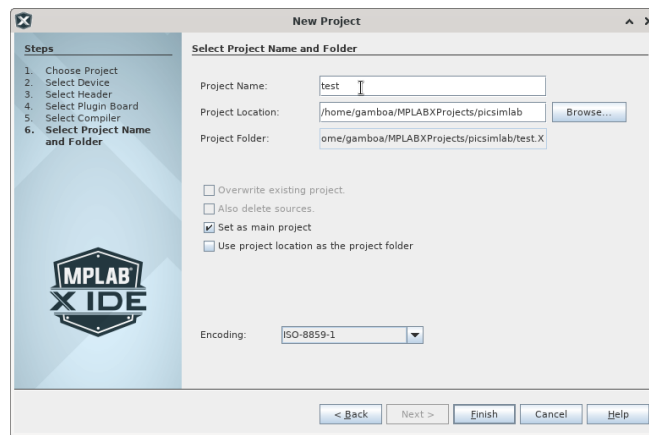 New Project
Steps
1. Choose Project
2. Select Device
3. Select Header
4. Select Plugin Board
5. Select Compiler
6. Select Project Name
and Folder
MPLAB
X IDE
Select Project Name and Folder
Project Name: test
Project Location: /home/gamboa/MPLABXProjects/picsimlab Browse...
Project Folder: ome/gamboa/MPLABXProjects/picsimlab/test.X
Overwrite existing project.
Also delete sources.
Set as main project
Use project location as the project folder
Encoding: ISO-8859-1
< Back Next > Finish Cancel Help